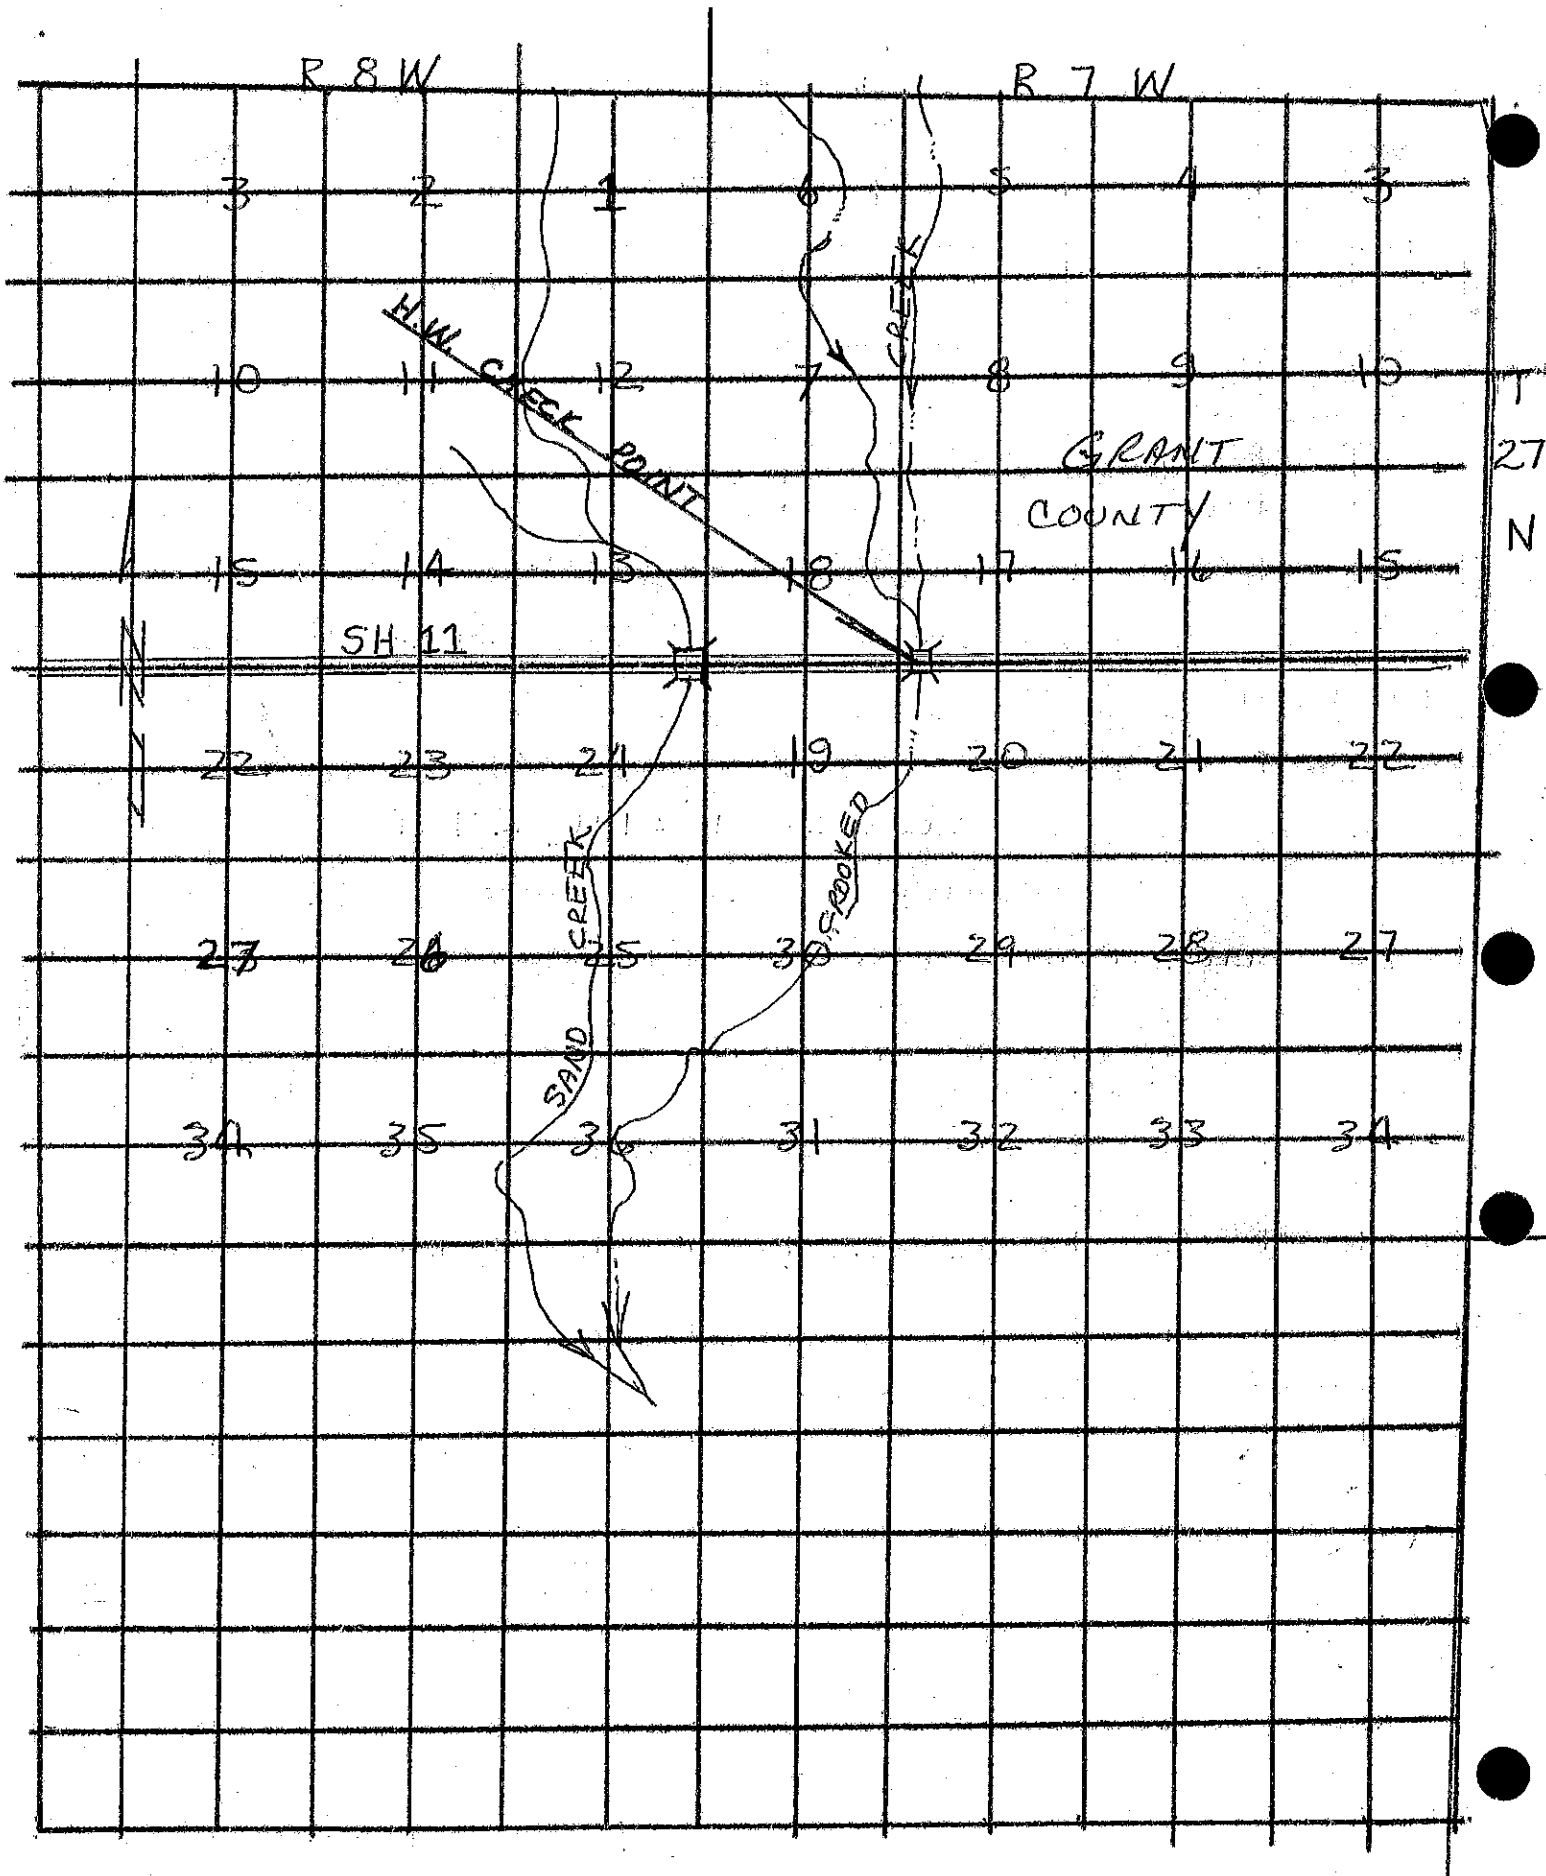 R 8 W R 7 W
3 2 1 6 5 4 3
CREEK
H.W. CHECK POINT
10 11 12 7 8 9 10
T
27
N
GRANT
COUNTY
15 14 13 18 17 16 15
SH 11
N
22 23 24 19 20 21 22
CREEK
CROOKED
27 26 25 30 29 28 27
SAND
34 35 36 31 32 33 34